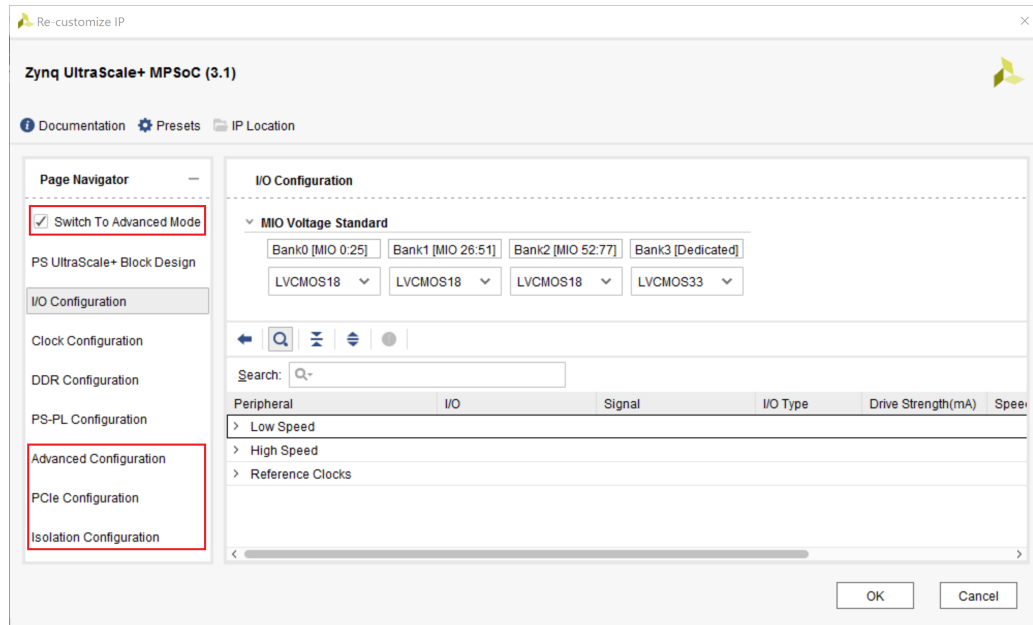 Re-customize IP
Zynq UltraScale+ MPSoC (3.1)
Documentation Presets IP Location
Page Navigator
Switch To Advanced Mode
PS UltraScale+ Block Design
I/O Configuration
Clock Configuration
DDR Configuration
PS-PL Configuration
Advanced Configuration
PCIe Configuration
Isolation Configuration
I/O Configuration
MIO Voltage Standard
Bank0 [MIO 0:25] Bank1 [MIO 26:51] Bank2 [MIO 52:77] Bank3 [Dedicated]
LVCMOS18 LVCMOS18 LVCMOS18 LVCMOS33
Search:
Peripheral I/O Signal I/O Type Drive Strength(mA) Speed
Low Speed
High Speed
Reference Clocks
OK Cancel